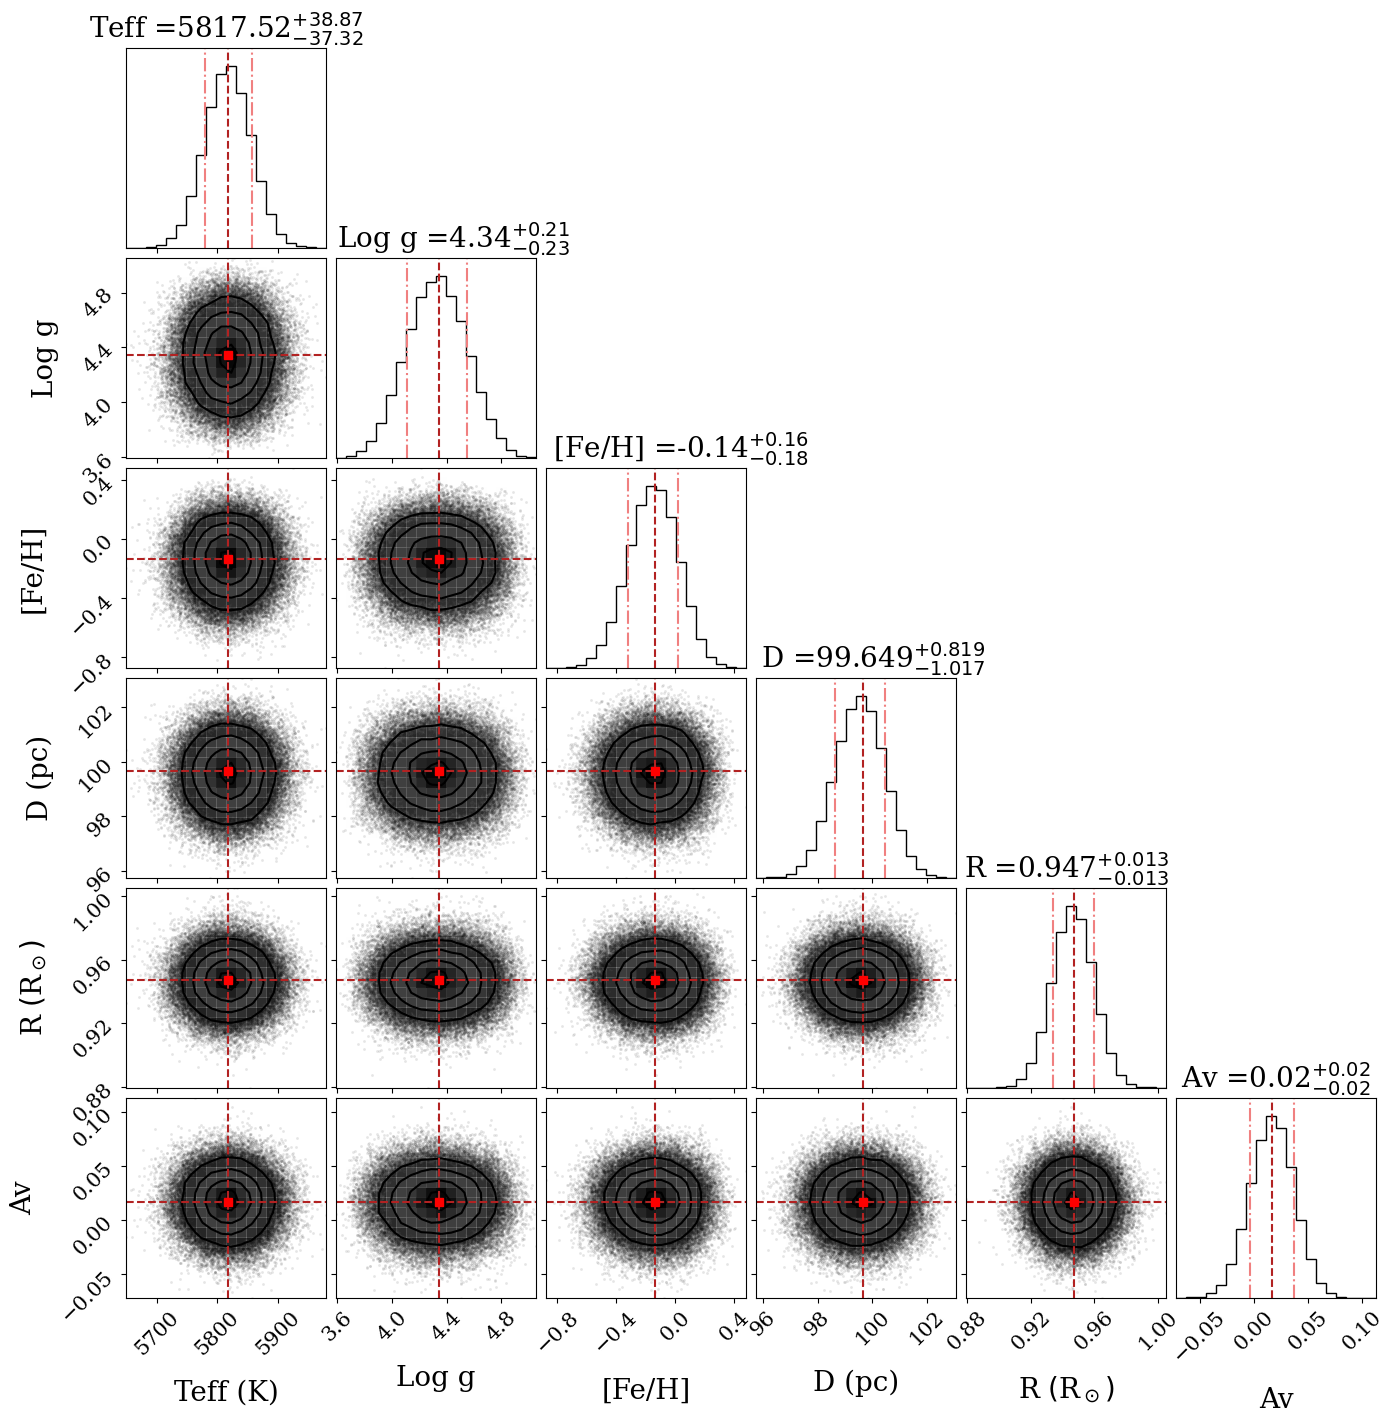 Teff =5817.52+38.87−37.32
Log g =4.34+0.21−0.23
Log g
4.8
4.4
4.0
3.6
[Fe/H] =-0.14+0.16−0.18
[Fe/H]
0.4
0.0
−0.4
−0.8
D =99.649+0.819−1.017
D (pc)
102
100
98
96
R =0.947+0.013−0.013
R (R⊙)
1.00
0.96
0.92
0.88
Av =0.02+0.02−0.02
Av
0.10
0.05
0.00
−0.05
5700 5800 5900 3.6 4.0 4.4 4.8 −0.8 −0.4 0.0 0.4 96 98 100 102 0.88 0.92 0.96 1.00 −0.05 0.00 0.05 0.10
Teff (K) Log g [Fe/H] D (pc) R (R⊙) Av